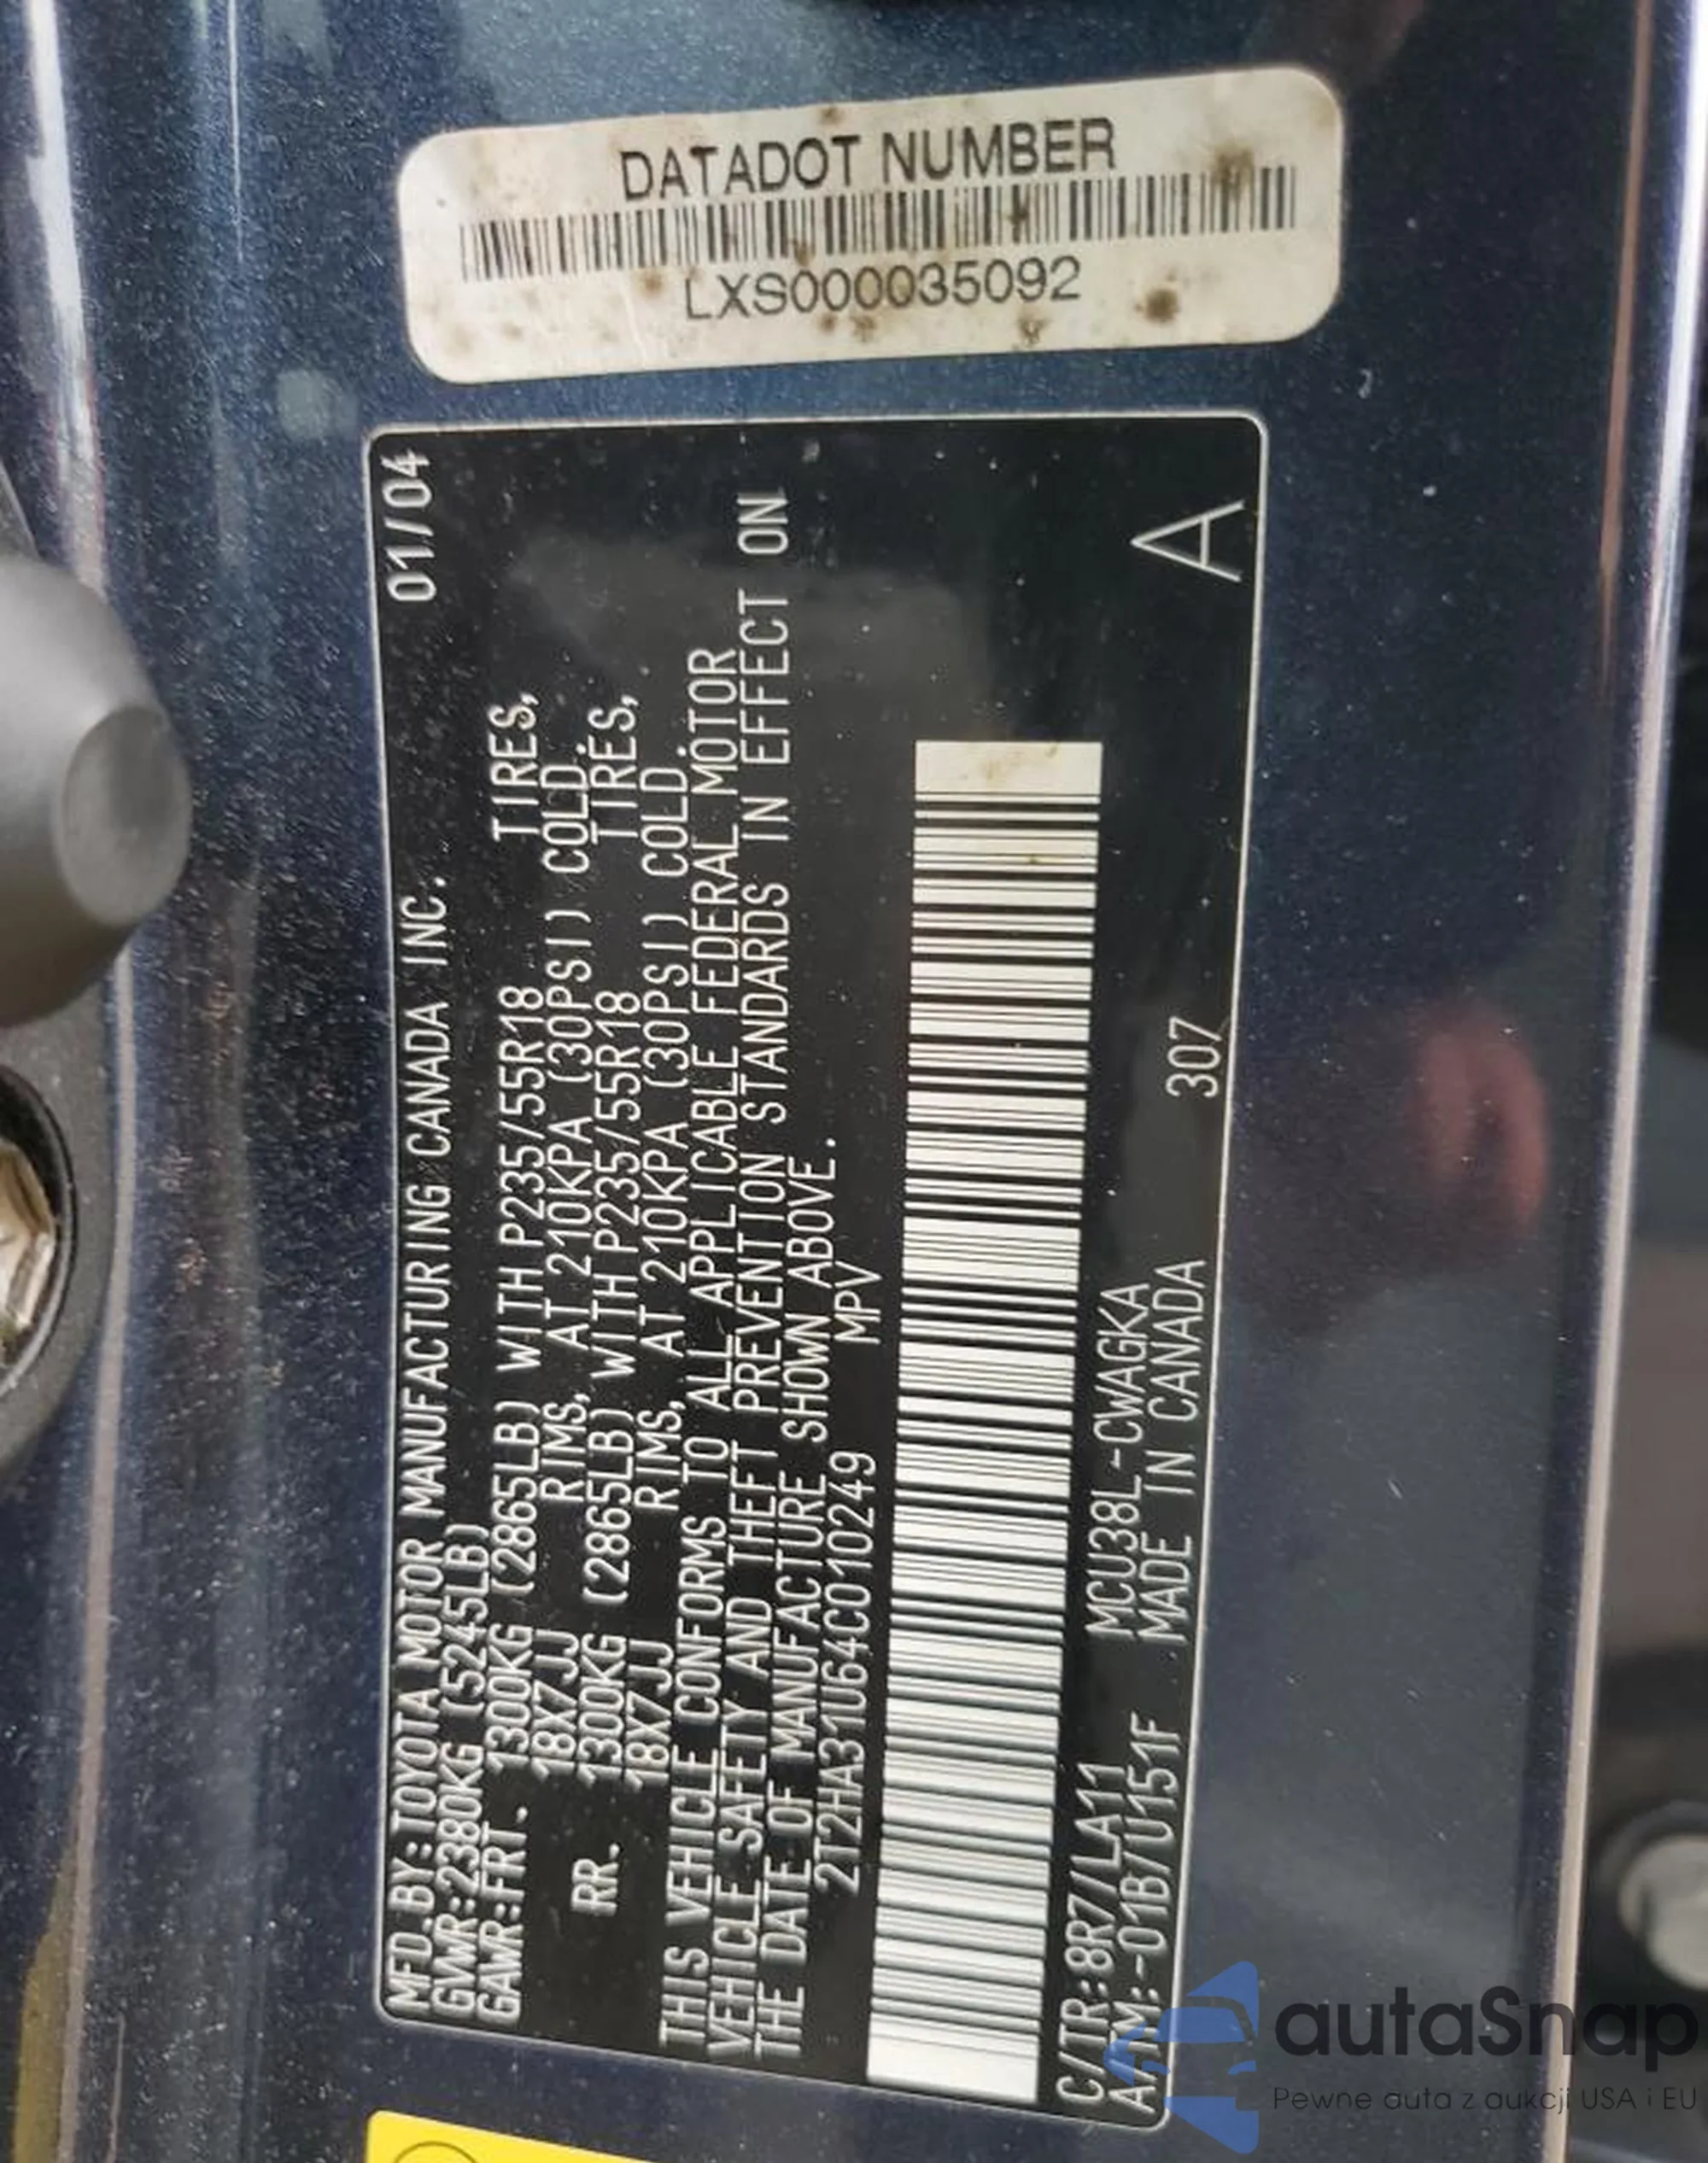 DATADOT NUMBER
LXS000035092
MFD.BY:TOYOTA MOTOR MANUFACTURING CANADA INC. 01/04
GVWR:2380KG (5245LB)
GAWR:FRT. 1300KG (2865LB) WITH P235/55R18 TIRES,
18X7JJ RIMS, AT 210KPA (30PSI) COLD.
RR. 1300KG (2865LB) WITH P235/55R18 TIRES,
18X7JJ RIMS, AT 210KPA (30PSI) COLD.
THIS VEHICLE CONFORMS TO ALL APPLICABLE FEDERAL MOTOR
VEHICLE SAFETY AND THEFT PREVENTION STANDARDS IN EFFECT ON
THE DATE OF MANUFACTURE SHOWN ABOVE.
2T2HA31U64C010249 MPV
C/TR:8R7/LA11 MCU38L-CWAGKA
A/TM:-01B/U151F MADE IN CANADA 307
A
autaSnap
Pewne auta z aukcji USA i EU